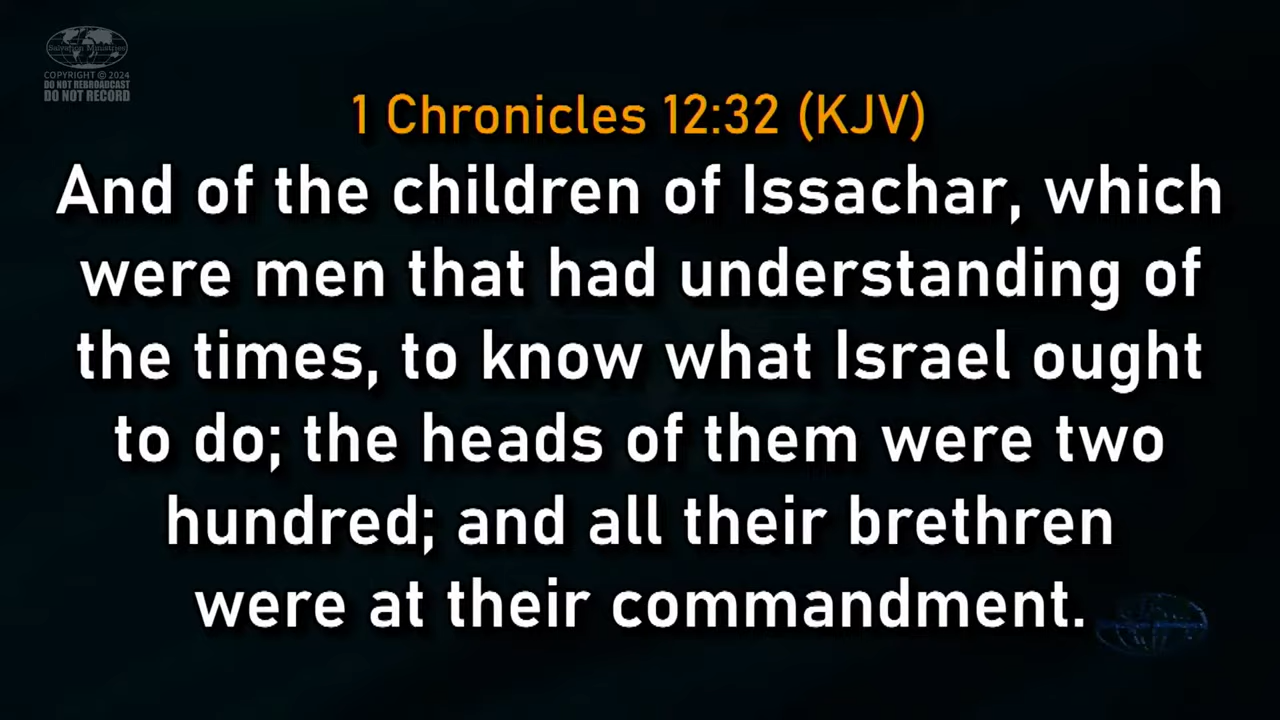 Salvation Ministries
COPYRIGHT © 2024
DO NOT REBROADCAST
DO NOT RECORD
1 Chronicles 12:32 (KJV)
And of the children of Issachar, which
were men that had understanding of
the times, to know what Israel ought
to do; the heads of them were two
hundred; and all their brethren
were at their commandment.